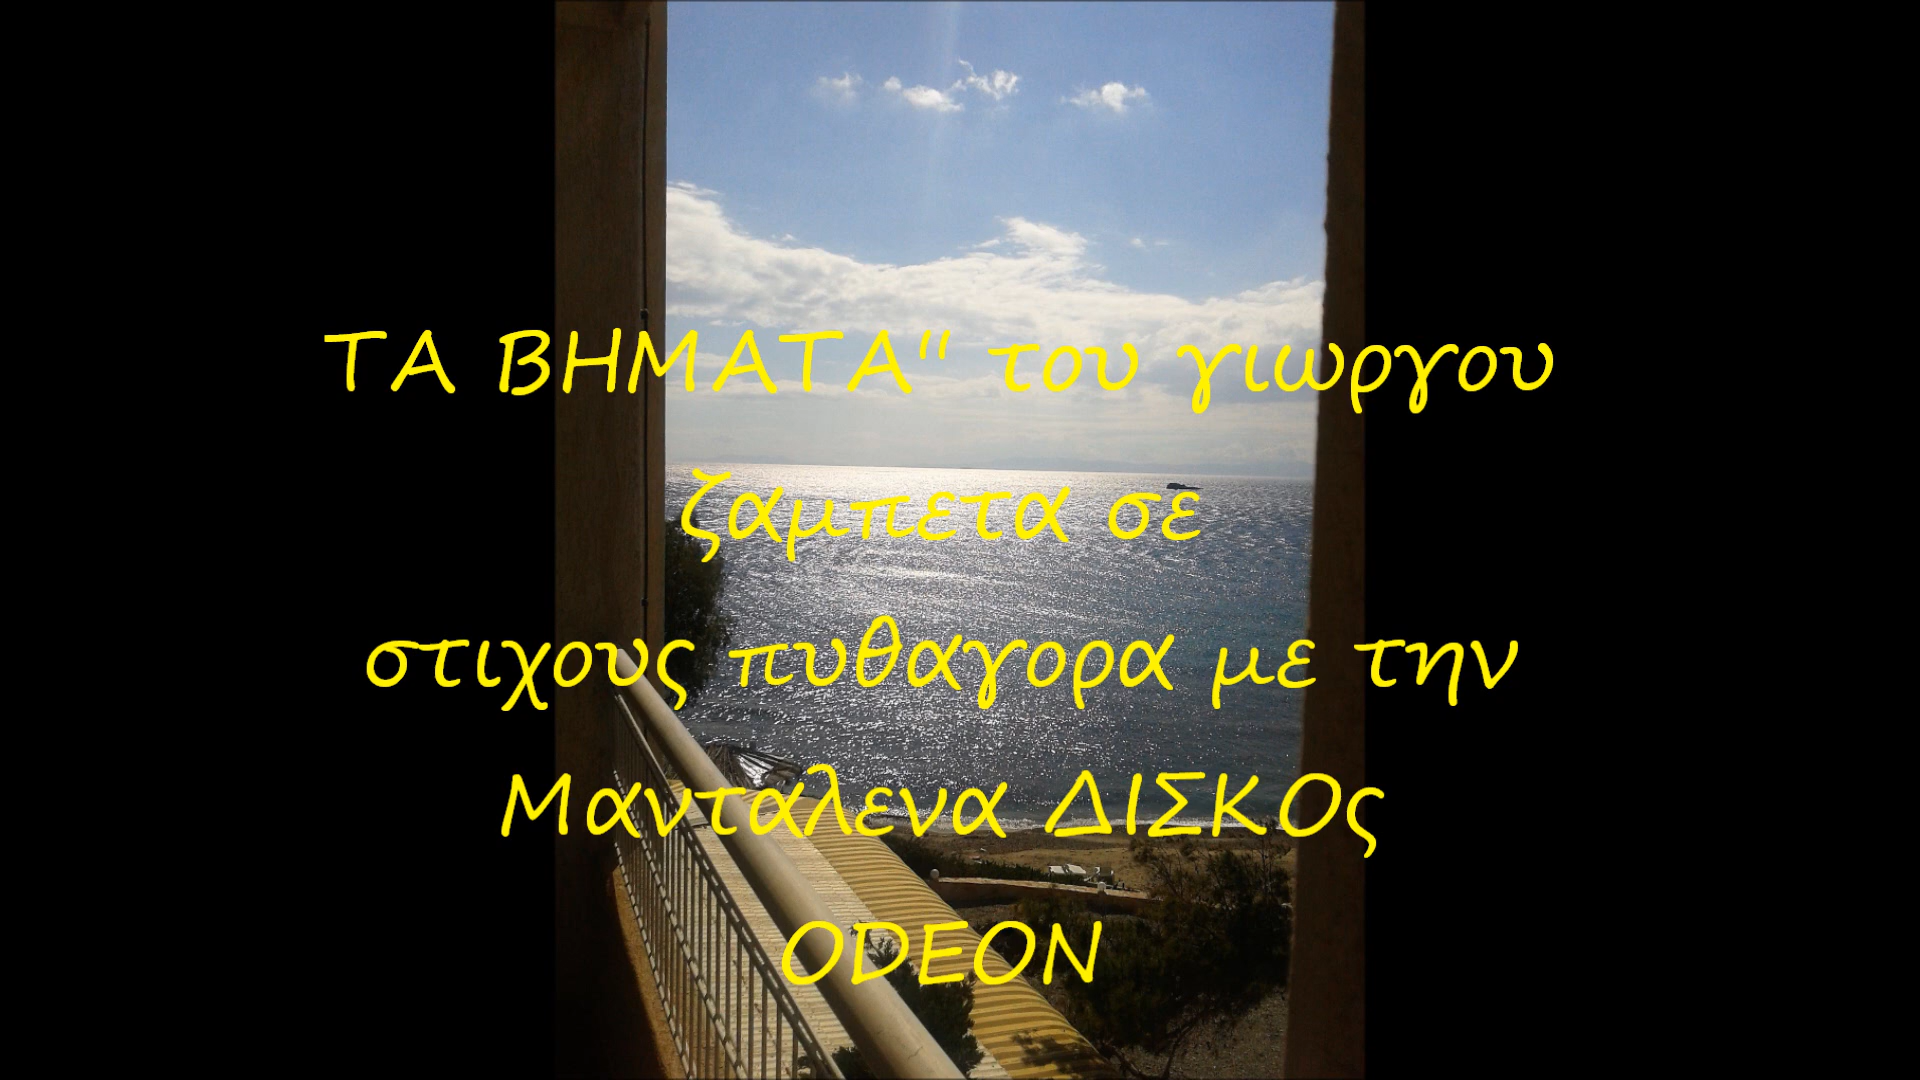 ΤΑ ΒΗΜΑΤΑ" του γιωργου
ζαμπετα σε
στιχους πυθαγορα με την
Μανταλενα ΔΙΣΚΟς
ODEON